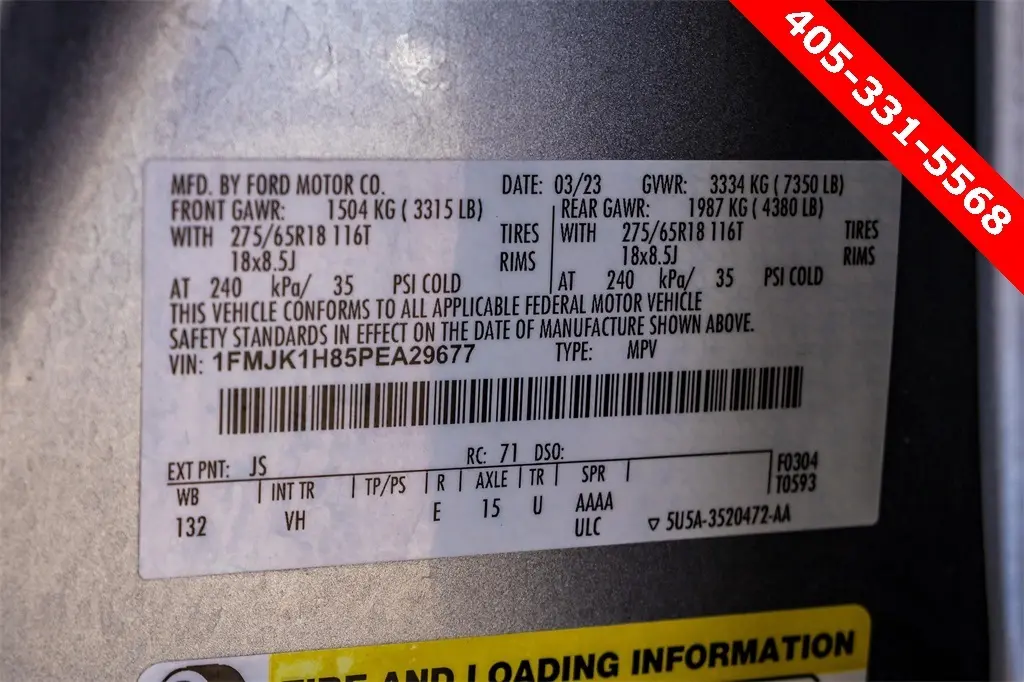 405-331-5568
MFD. BY FORD MOTOR CO. DATE: 03/23 GVWR: 3334 KG ( 7350 LB)
FRONT GAWR: 1504 KG ( 3315 LB) REAR GAWR: 1987 KG ( 4380 LB)
WITH 275/65R18 116T TIRES WITH 275/65R18 116T TIRES
18x8.5J RIMS 18x8.5J RIMS
AT 240 kPa/ 35 PSI COLD AT 240 kPa/ 35 PSI COLD
THIS VEHICLE CONFORMS TO ALL APPLICABLE FEDERAL MOTOR VEHICLE
SAFETY STANDARDS IN EFFECT ON THE DATE OF MANUFACTURE SHOWN ABOVE.
VIN: 1FMJK1H85PEA29677 TYPE: MPV
EXT PNT: JS RC: 71 DSO: F0304
WB INT TR TP/PS R AXLE TR SPR T0593
132 VH E 15 U AAAA
ULC ▽ 5U5A-3520472-AA
TIRE AND LOADING INFORMATION